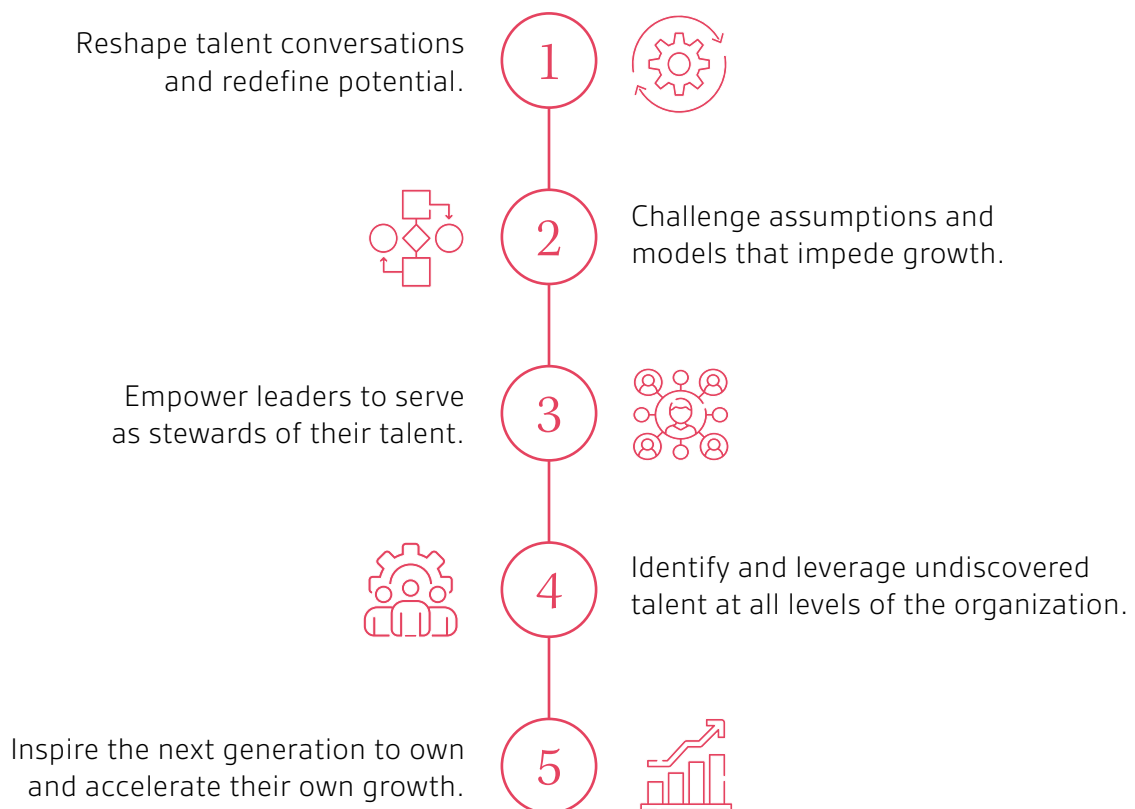 Reshape talent conversations
and redefine potential.
1
2
Challenge assumptions and
models that impede growth.
Empower leaders to serve
as stewards of their talent.
3
4
Identify and leverage undiscovered
talent at all levels of the organization.
Inspire the next generation to own
and accelerate their own growth.
5